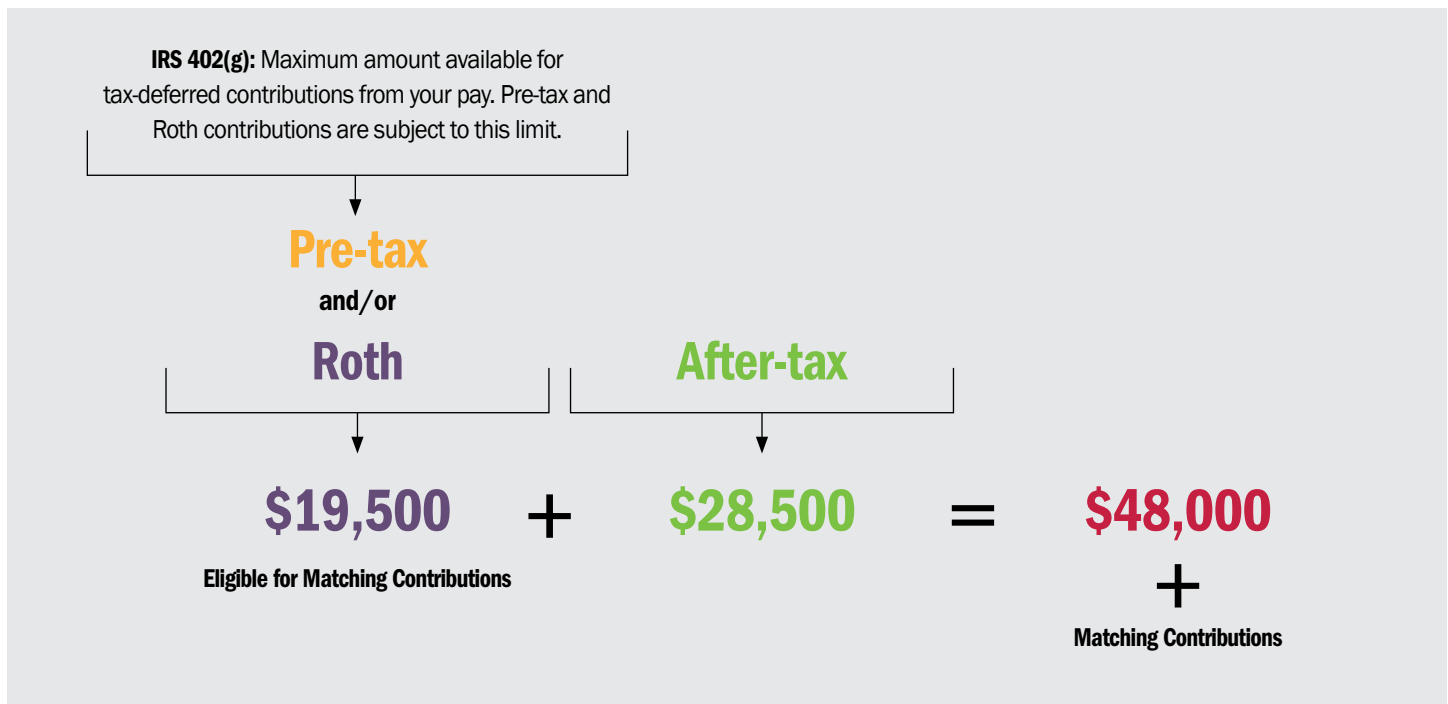 IRS 402(g): Maximum amount available for
tax-deferred contributions from your pay. Pre-tax and
Roth contributions are subject to this limit.
Pre-tax
and/or
Roth
After-tax
$19,500 + $28,500 = $48,000
Eligible for Matching Contributions
+
Matching Contributions